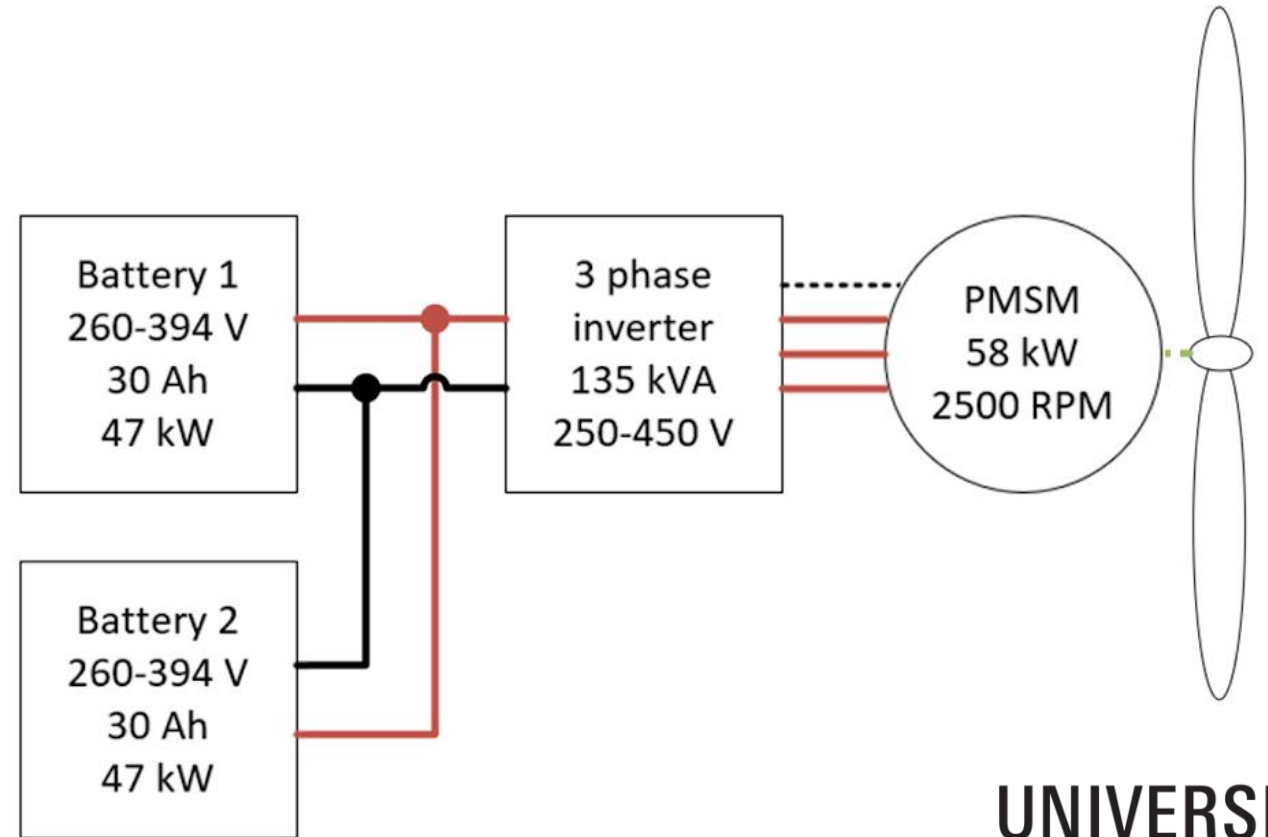 Battery 1
260-394 V
30 Ah
47 kW
3 phase
inverter
135 kVA
250-450 V
PMSM
58 kW
2500 RPM
Battery 2
260-394 V
30 Ah
47 kW
UNIVERSI